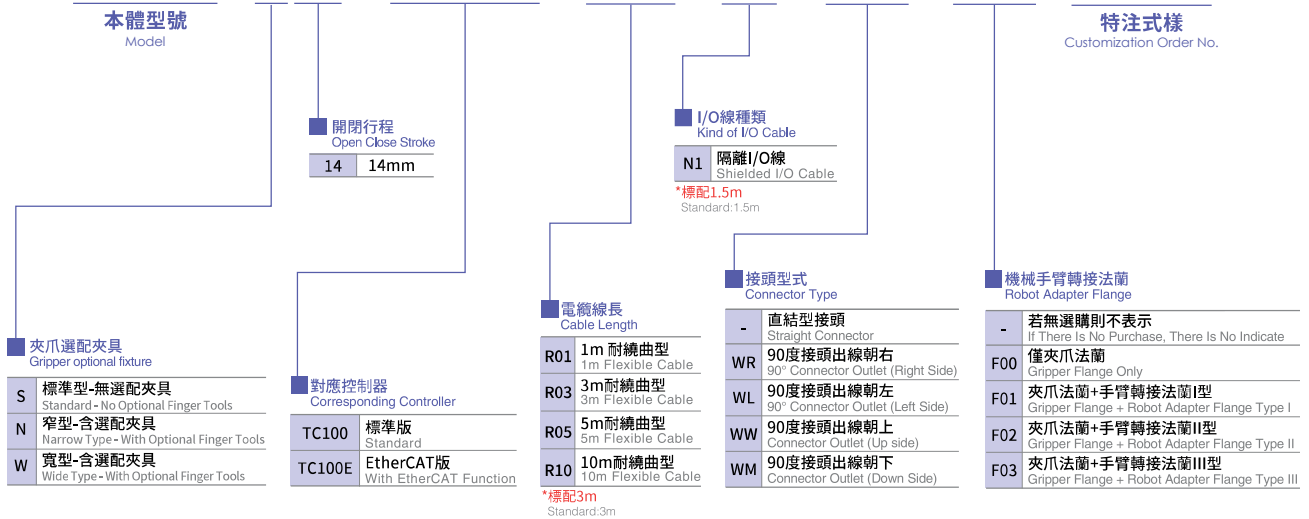 本體型號
Model
特注式樣
Customization Order No.
開閉行程
Open Close Stroke
14 14mm
I/O線種類
Kind of I/O Cable
N1 隔離I/O線
Shielded I/O Cable
*標配1.5m
Standard:1.5m
夾爪選配夾具
Gripper optional fixture
S 標準型-無選配夾具
Standard - No Optional Finger Tools
N 窄型-含選配夾具
Narrow Type - With Optional Finger Tools
W 寬型-含選配夾具
Wide Type - With Optional Finger Tools
對應控制器
Corresponding Controller
TC100 標準版
Standard
TC100E EtherCAT版
With EtherCAT Function
電纜線長
Cable Length
R01 1m 耐繞曲型
1m Flexible Cable
R03 3m耐繞曲型
3m Flexible Cable
R05 5m耐繞曲型
5m Flexible Cable
R10 10m耐繞曲型
10m Flexible Cable
*標配3m
Standard:3m
接頭型式
Connector Type
- 直結型接頭
Straight Connector
WR 90度接頭出線朝右
90° Connector Outlet (Right Side)
WL 90度接頭出線朝左
90° Connector Outlet (Left Side)
WW 90度接頭出線朝上
Connector Outlet (Up side)
WM 90度接頭出線朝下
Connector Outlet (Down Side)
機械手臂轉接法蘭
Robot Adapter Flange
- 若無選購則不表示
If There Is No Purchase, There Is No Indicate
F00 僅夾爪法蘭
Gripper Flange Only
F01 夾爪法蘭+手臂轉接法蘭I型
Gripper Flange + Robot Adapter Flange Type I
F02 夾爪法蘭+手臂轉接法蘭II型
Gripper Flange + Robot Adapter Flange Type II
F03 夾爪法蘭+手臂轉接法蘭III型
Gripper Flange + Robot Adapter Flange Type III